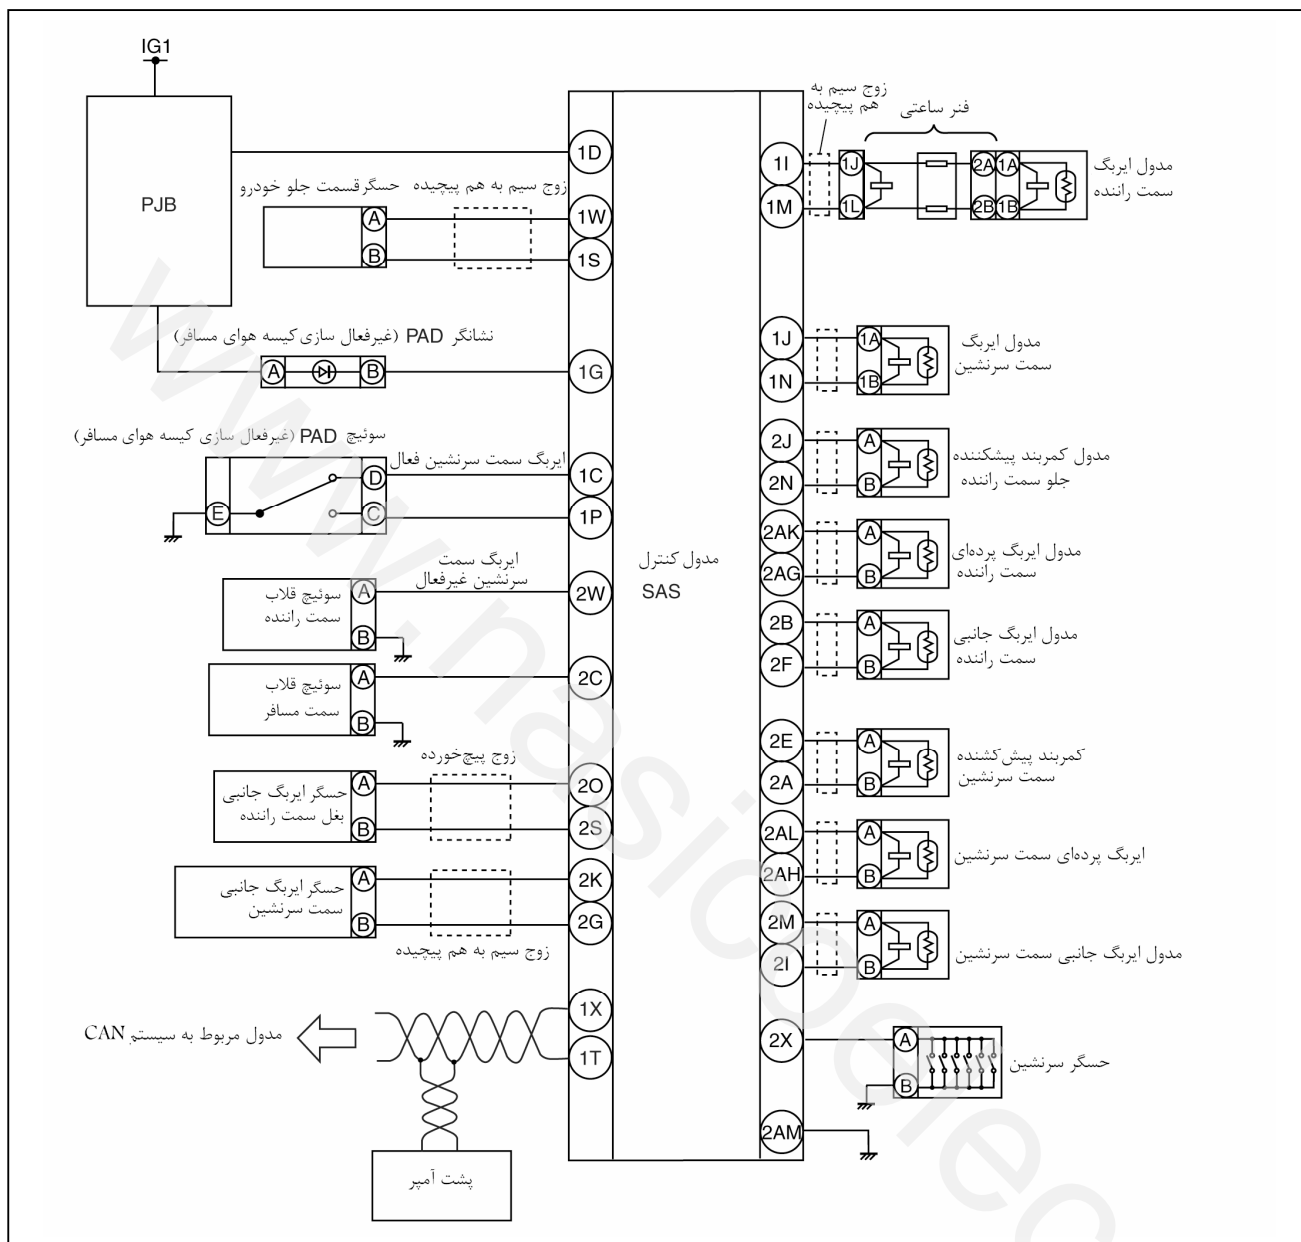 IG1
PJB
1D
حسگرقسمت جلو خودرو
زوج سیم به هم پیچیده
A
B
1W
1S
نشانگر PAD (غیرفعال سازی کیسه هوای مسافر)
A
B
1G
سوئیچ PAD (غیرفعال سازی کیسه هوای مسافر)
ایربگ سمت سرنشین فعال
E
D
C
1C
1P
ایربگ سمت
سرنشین غیرفعال
سوئیچ قلاب
سمت راننده
A
B
2W
سوئیچ قلاب
سمت مسافر
A
B
2C
زوج پیچ‌خورده
حسگر ایربگ جانبی
بغل سمت راننده
A
B
2O
2S
حسگر ایربگ جانبی
سمت سرنشین
A
B
2K
2G
زوج سیم به هم پیچیده
مدول مربوط به سیستم CAN
1X
1T
پشت آمپر
مدول کنترل
SAS
زوج سیم به
هم پیچیده
فنر ساعتی
1I
1M
1J
1L
2A
1A
2B
1B
مدول ایربگ
سمت راننده
1J
1N
1A
1B
مدول ایربگ
سمت سرنشین
2J
2N
A
B
مدول کمربند پیشکننده
جلو سمت راننده
2AK
2AG
A
B
مدول ایربگ پرده‌ای
سمت راننده
2B
2F
A
B
مدول ایربگ جانبی
سمت راننده
2E
2A
A
B
کمربند پیش‌کشنده
سمت سرنشین
2AL
2AH
A
B
ایربگ پرده‌ای سمت سرنشین
2M
2I
A
B
مدول ایربگ جانبی سمت سرنشین
2X
A
B
حسگر سرنشین
2AM
www.nasicoelec